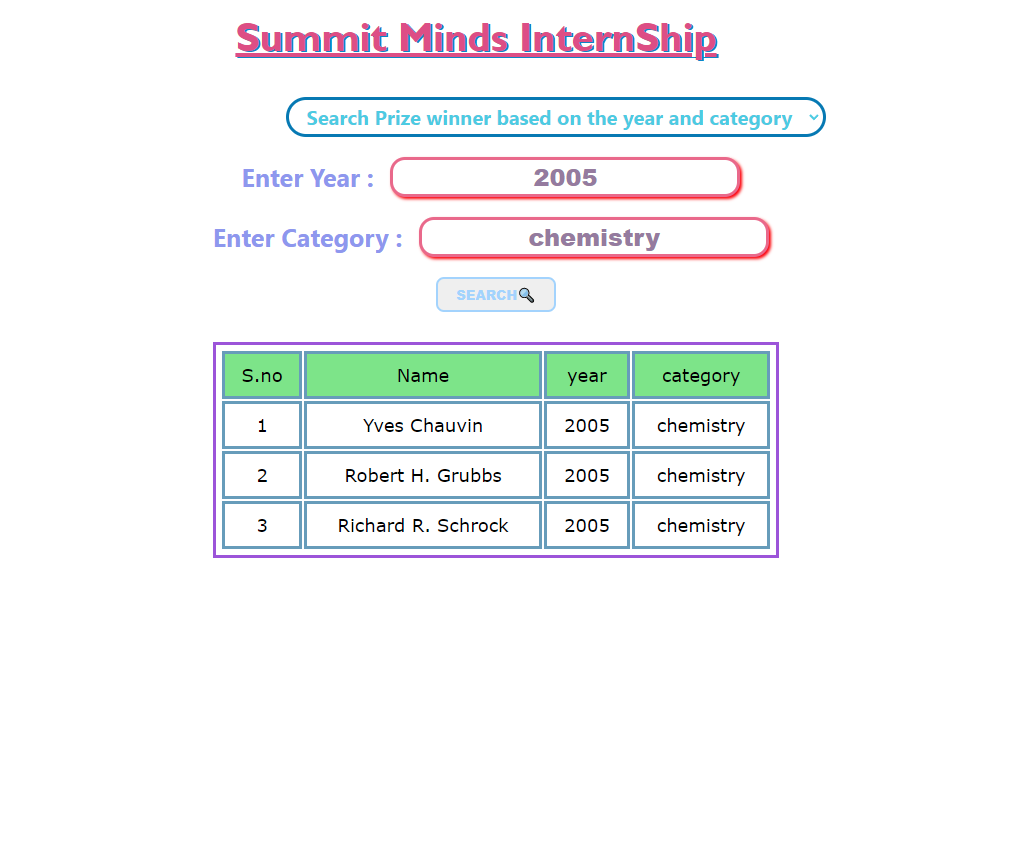 Summit Minds InternShip
Search Prize winner based on the year and category
Enter Year : 2005
Enter Category : chemistry
SEARCH🔍
S.no Name year category
1 Yves Chauvin 2005 chemistry
2 Robert H. Grubbs 2005 chemistry
3 Richard R. Schrock 2005 chemistry